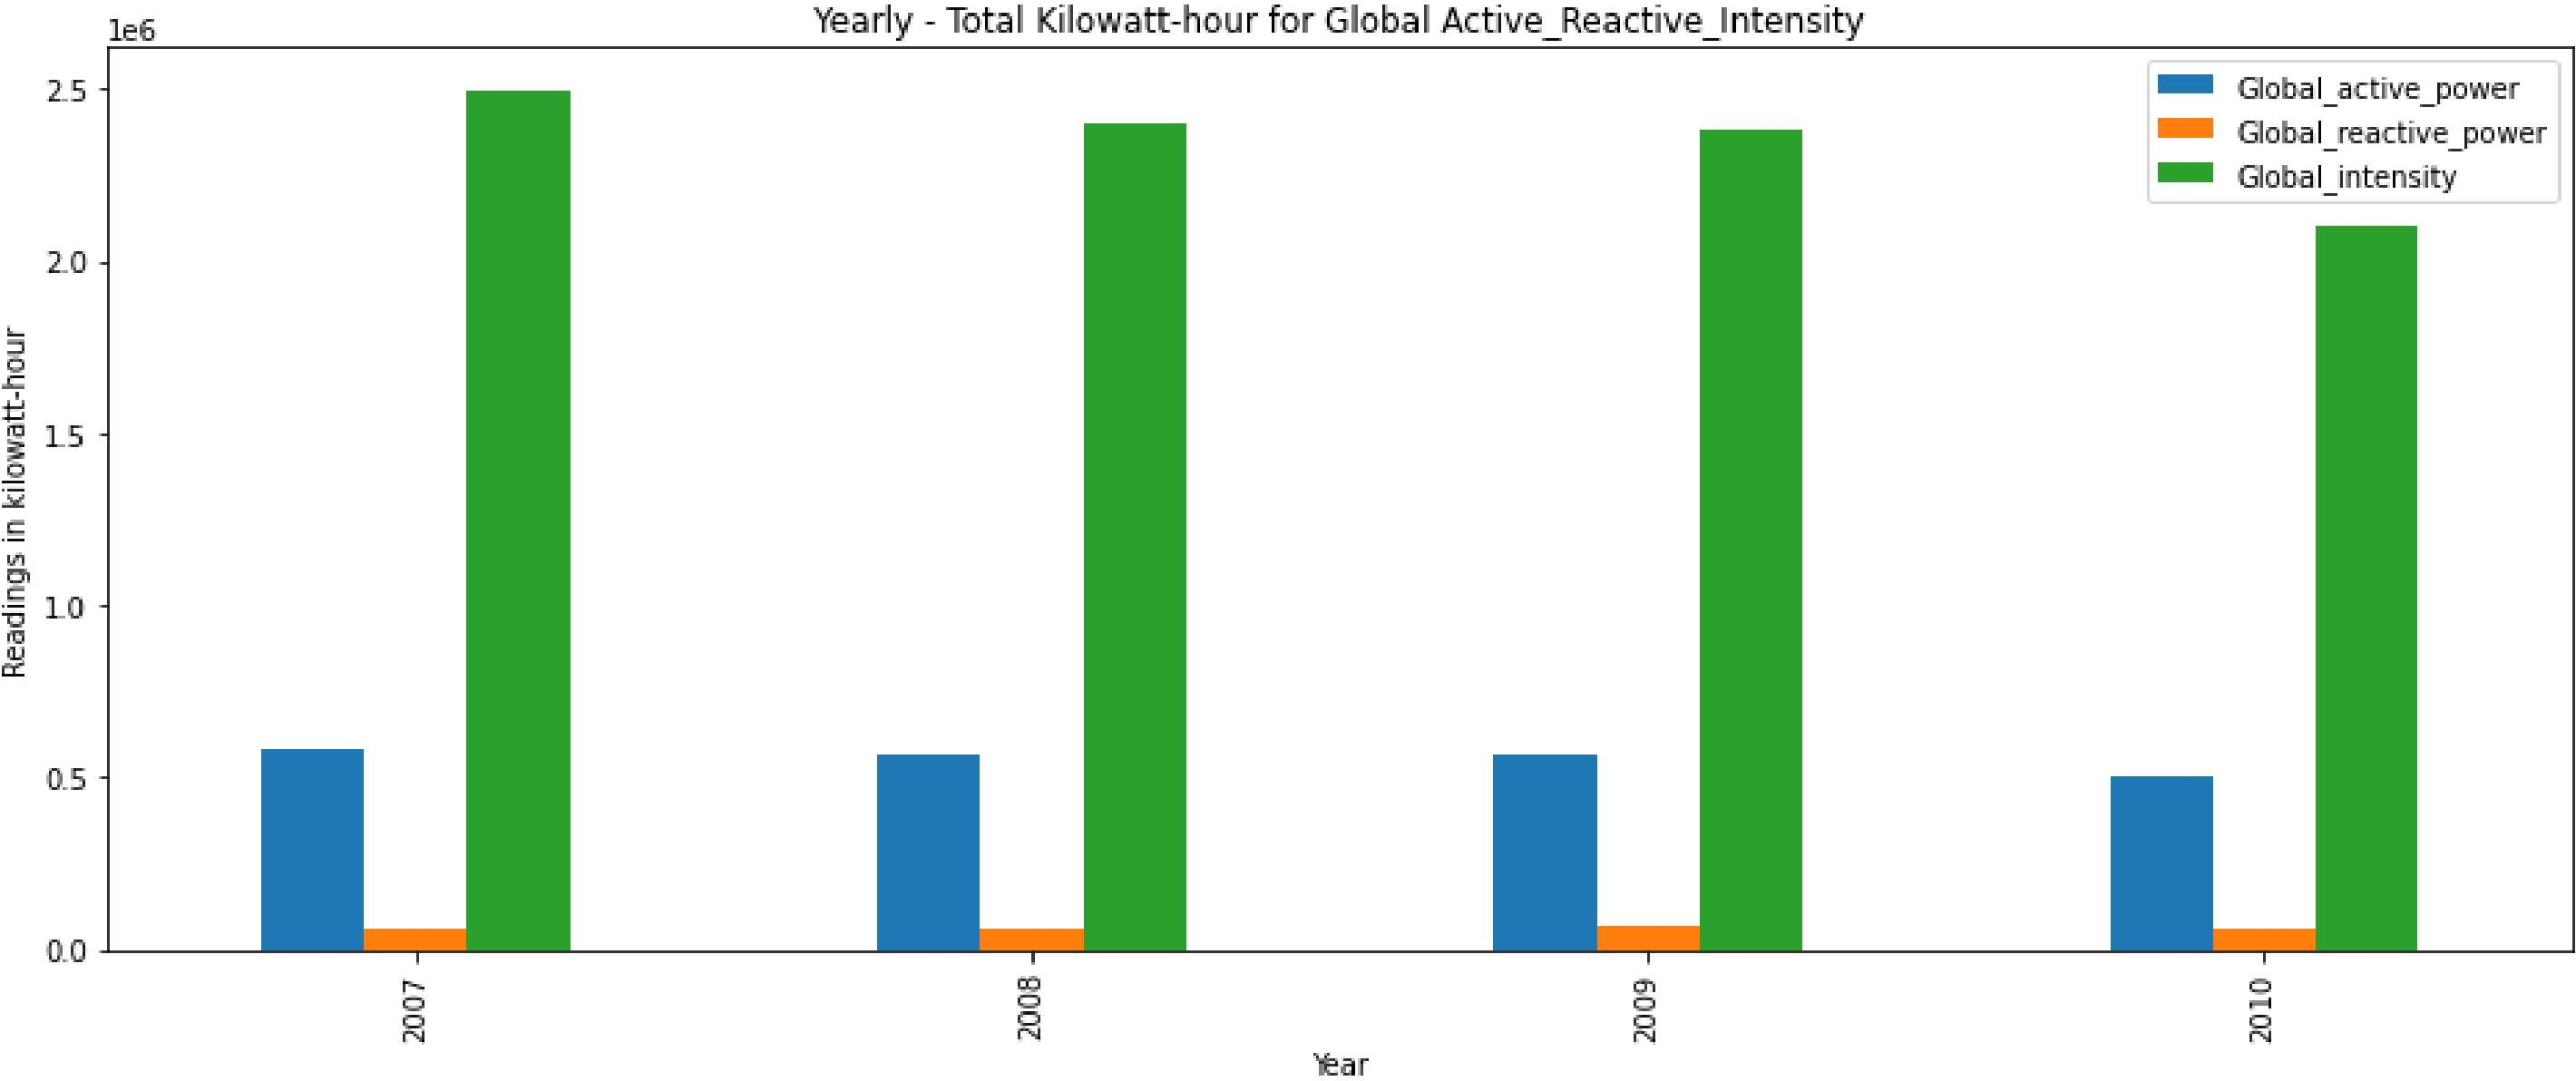 Yearly - Total Kilowatt-hour for Global Active_Reactive_Intensity
1e6
Global_active_power
Global_reactive_power
Global_intensity
2.5
2.0
1.5
1.0
0.5
0.0
Readings in kilowatt-hour
2007
2008
2009
2010
Year